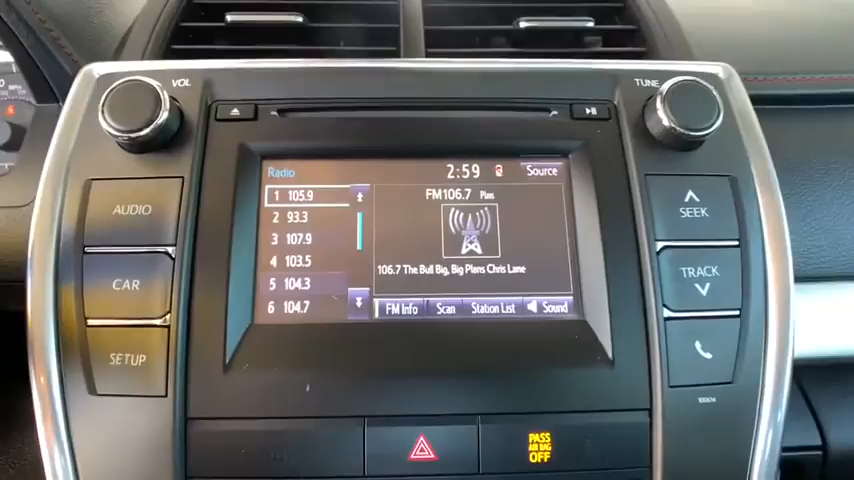 VOL
TUNE
AUDIO
CAR
SETUP
Radio
2:59
Source
1 105.9
2 93.3
3 107.9
4 103.5
5 104.3
6 104.7
FM106.7 Plans
106.7 The Bull Big, Big Plans Chris Lane
FM Info
Scan
Station List
Sound
SEEK
TRACK
100614
PASS
AIR BAG
OFF